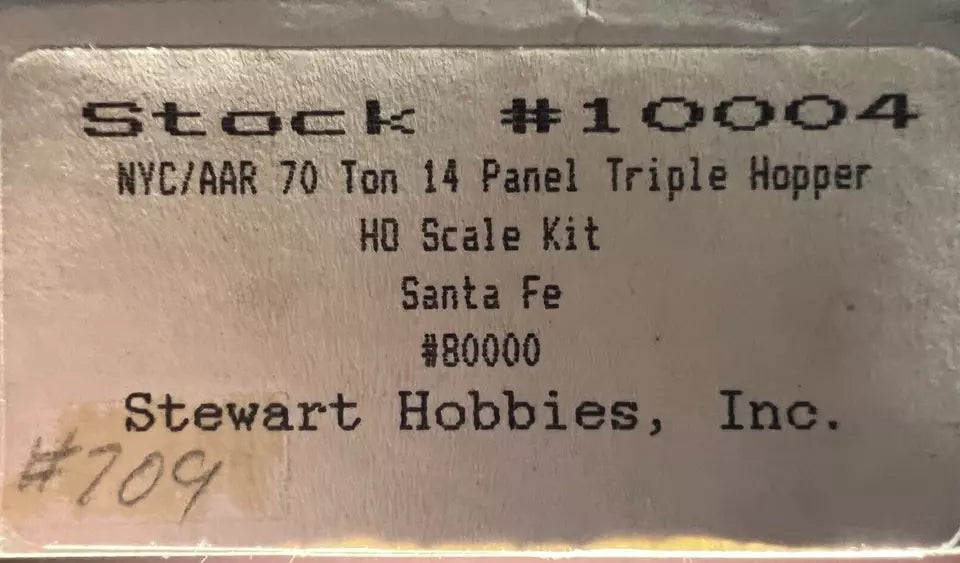 Stock #10004
NYC/AAR 70 Ton 14 Panel Triple Hopper
HO Scale Kit
Santa Fe
#80000
Stewart Hobbies, Inc.
#709